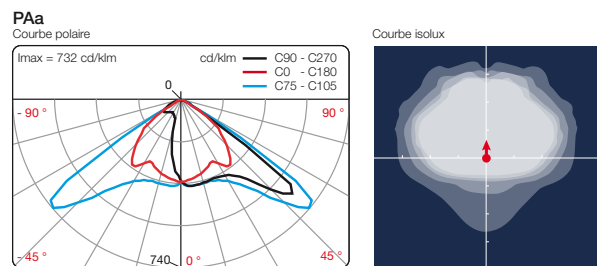 PAa
Courbe polaire
Courbe isolux
Imax = 732 cd/klm
cd/klm
C90 - C270
C0 - C180
C75 - C105
0
- 90 °
90 °
- 45 °
740
0 °
45 °